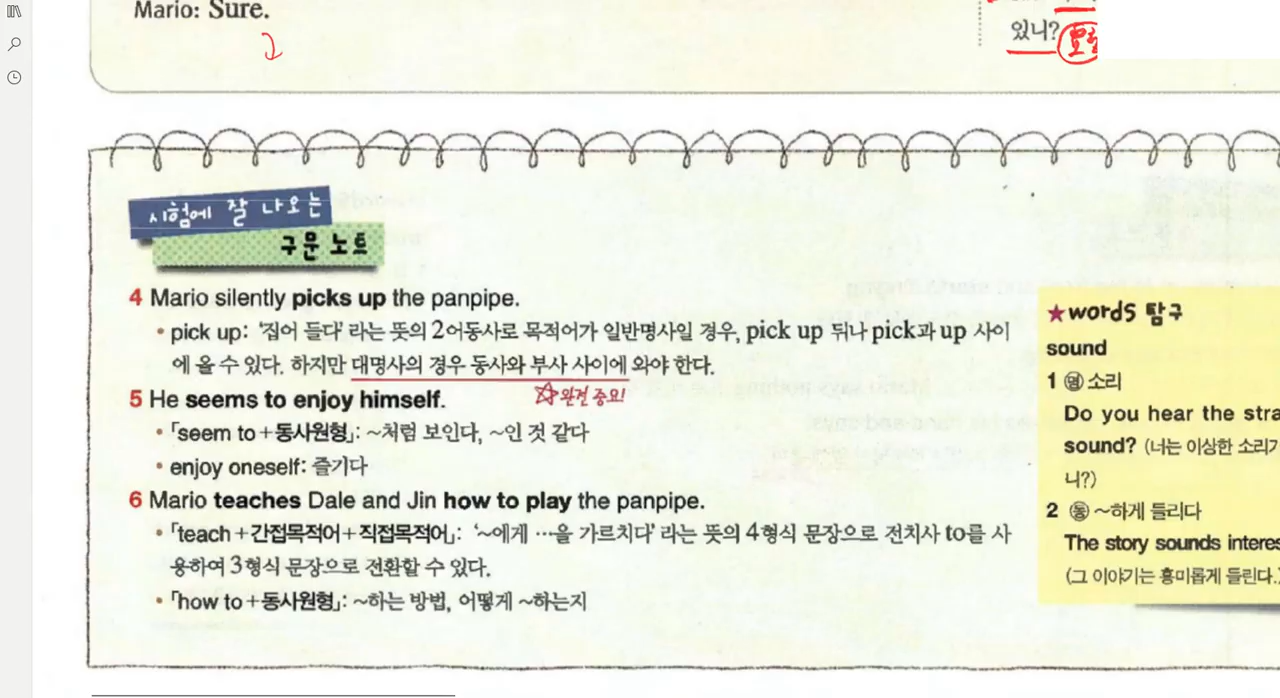 Mario: Sure.
있니?
시험에 잘 나오는
구문 노트
4 Mario silently picks up the panpipe.
• pick up: '집어 들다' 라는 뜻의 2어동사로 목적어가 일반명사일 경우, pick up 뒤나 pick과 up 사이
에 올 수 있다. 하지만 대명사의 경우 동사와 부사 사이에 와야 한다.
☆완전 중요!
5 He seems to enjoy himself.
• 「seem to+동사원형」: ~처럼 보인다, ~인 것 같다
• enjoy oneself: 즐기다
6 Mario teaches Dale and Jin how to play the panpipe.
• 「teach+간접목적어+직접목적어」: '~에게 …을 가르치다' 라는 뜻의 4형식 문장으로 전치사 to를 사
용하여 3형식 문장으로 전환할 수 있다.
• 「how to+동사원형」: ~하는 방법, 어떻게 ~하는지
★words 탐구
sound
1 명 소리
Do you hear the stra
sound? (너는 이상한 소리가
니?)
2 동 ~하게 들리다
The story sounds interes
(그 이야기는 흥미롭게 들린다.)